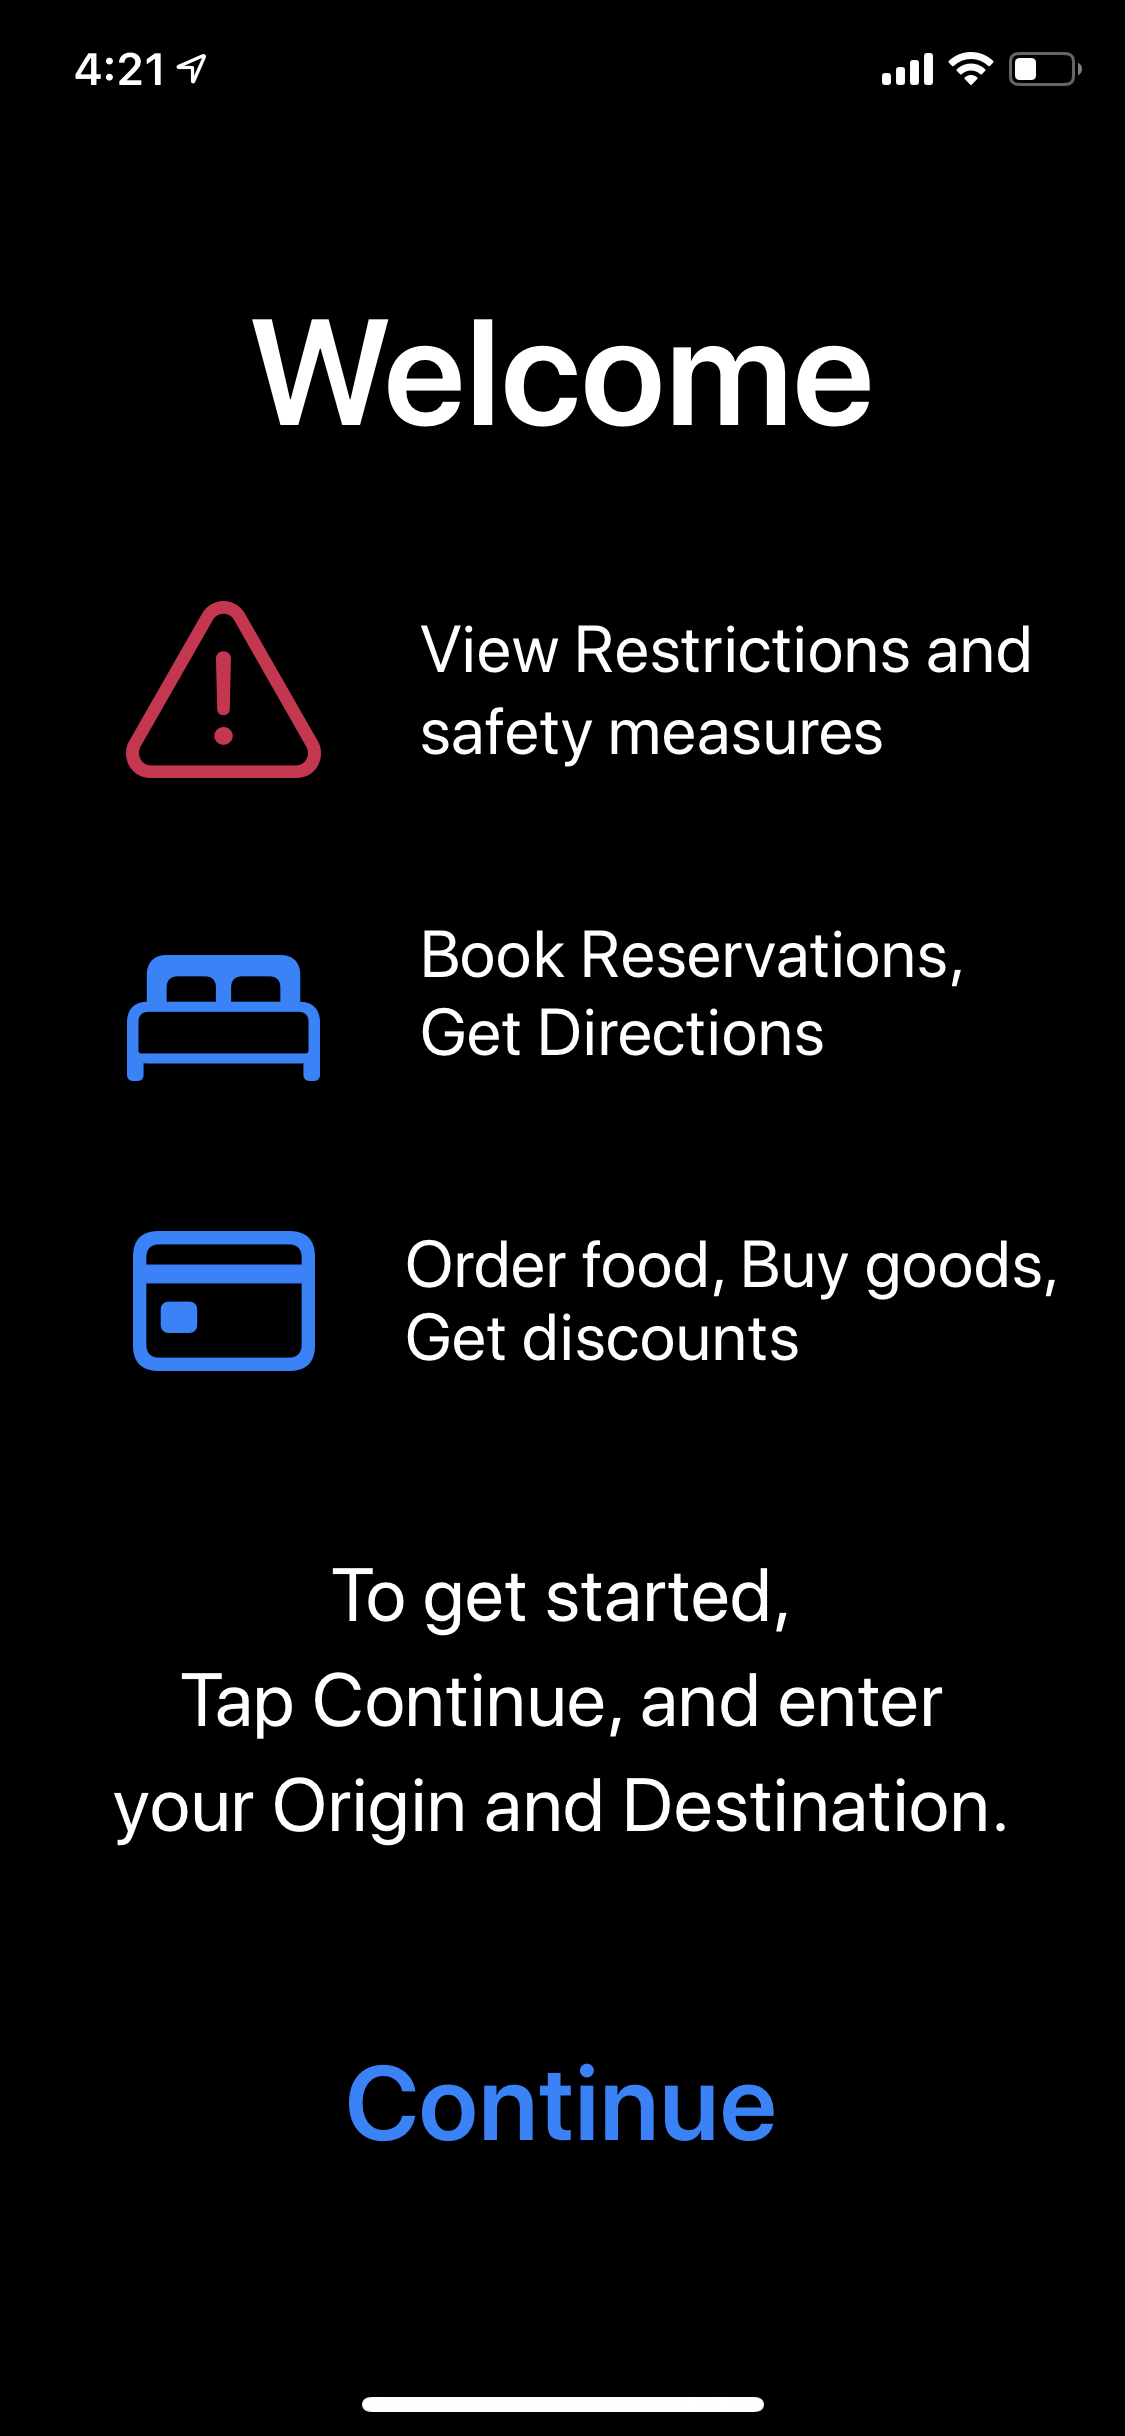 4:21
Welcome
View Restrictions and
safety measures
Book Reservations,
Get Directions
Order food, Buy goods,
Get discounts
To get started,
Tap Continue, and enter
your Origin and Destination.
Continue